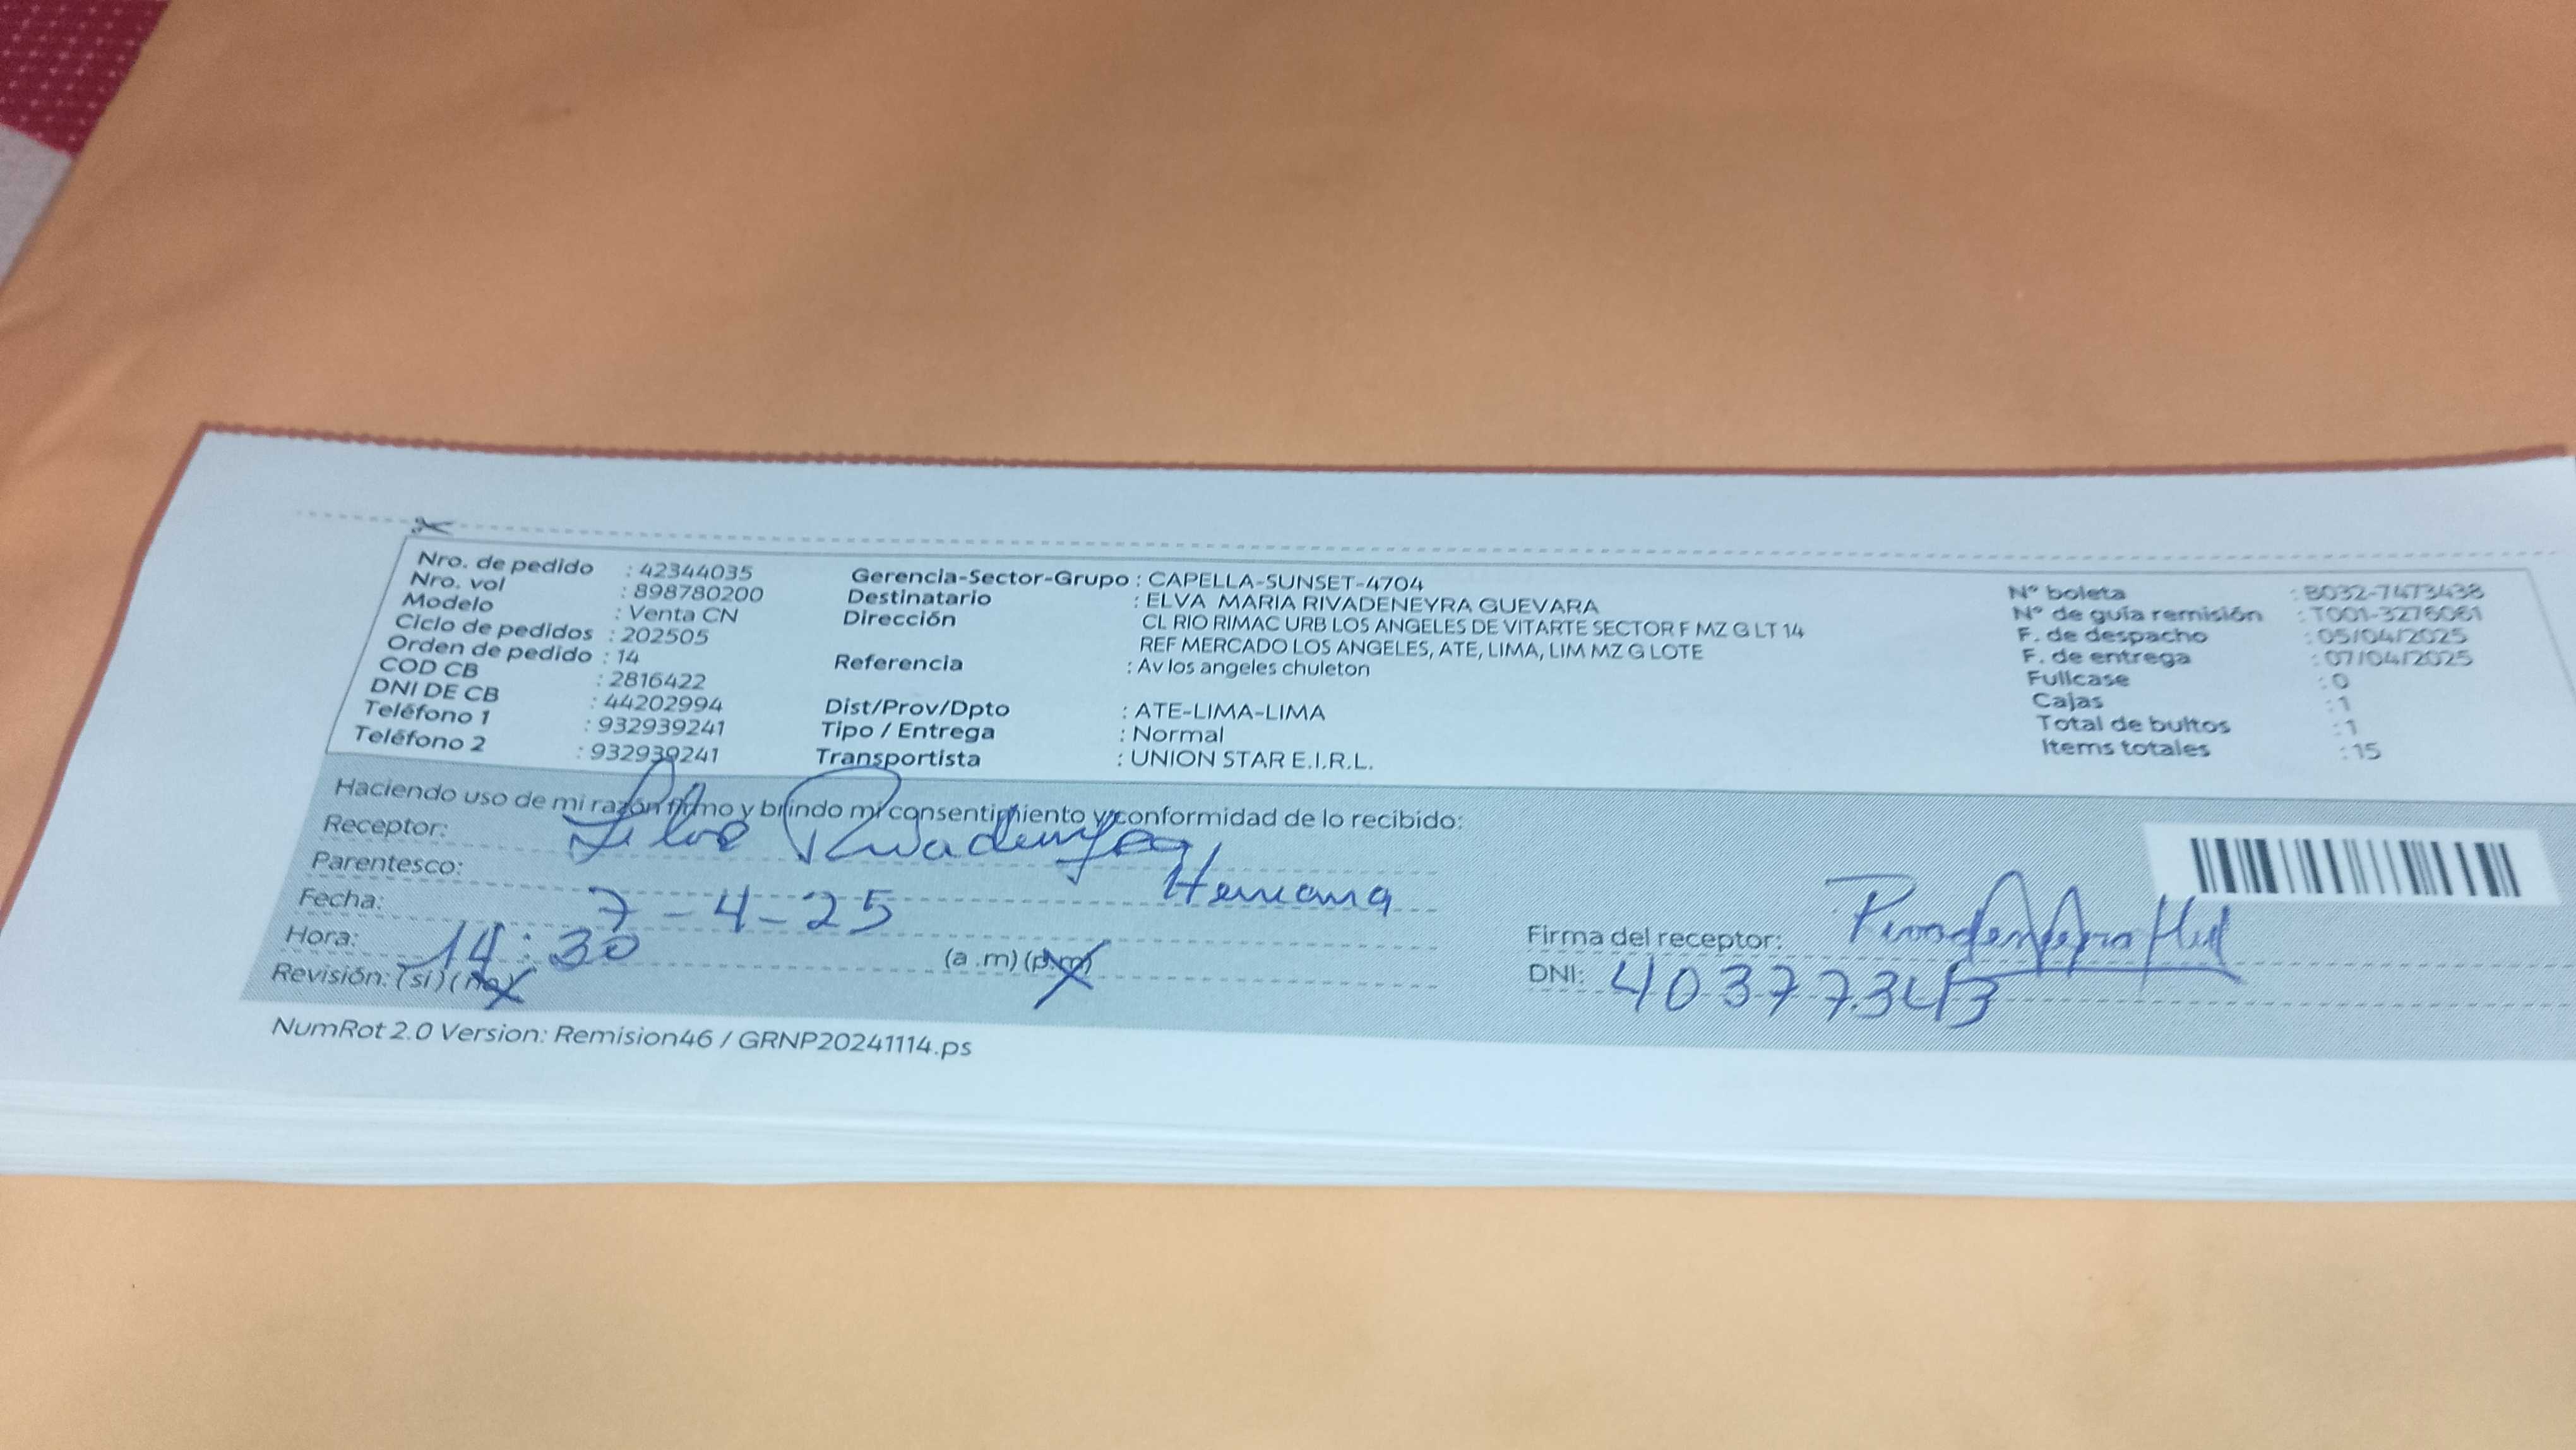 Nro. de pedido : 42344035
Nro. vol : 898780200
Modelo : Venta CN
Ciclo de pedidos : 202505
Orden de pedido : 14
COD CB : 2816422
DNI DE CB : 44202994
Teléfono 1 : 932939241
Teléfono 2 : 932939241
Gerencia-Sector-Grupo : CAPELLA-SUNSET-4704
Destinatario : ELVA MARIA RIVADENEYRA GUEVARA
Dirección CL RIO RIMAC URB LOS ANGELES DE VITARTE SECTOR F MZ G LT 14
REF MERCADO LOS ANGELES, ATE, LIMA, LIM MZ G LOTE
Referencia : Av los angeles chuleton
Dist/Prov/Dpto : ATE-LIMA-LIMA
Tipo / Entrega : Normal
Transportista : UNION STAR E.I.R.L.
N° boleta : B032-7473438
N° de guía remisión : T001-3276061
F. de despacho : 05/04/2025
F. de entrega : 07/04/2025
Fullcase : 0
Cajas : 1
Total de bultos : 1
Items totales : 15
Haciendo uso de mi razón firmo y brindo mi consentimiento y conformidad de lo recibido:
Receptor:
Parentesco: Hermana
Fecha: 7-4-25
Hora: 14:30 (a .m) (p.m)
Revisión: (si) (no)
Firma del receptor:
DNI: 40377343
NumRot 2.0 Version: Remision46 / GRNP20241114.ps